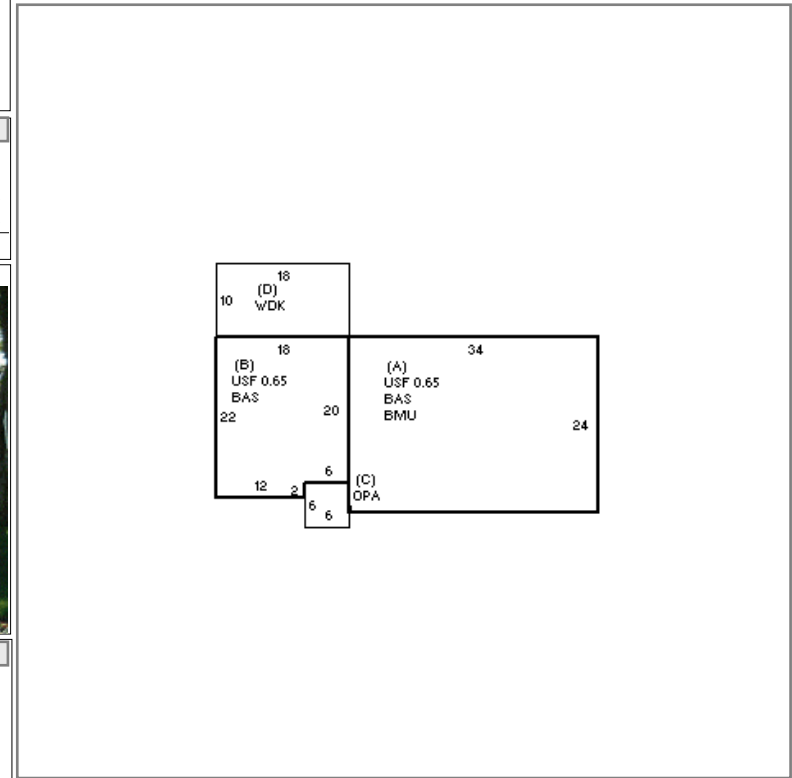 18
(D)
10
WDK
18
34
(B)
USF 0.65
BAS
(A)
USF 0.65
BAS
BMU
22
20
24
6
(C)
OPA
12
2
6
6